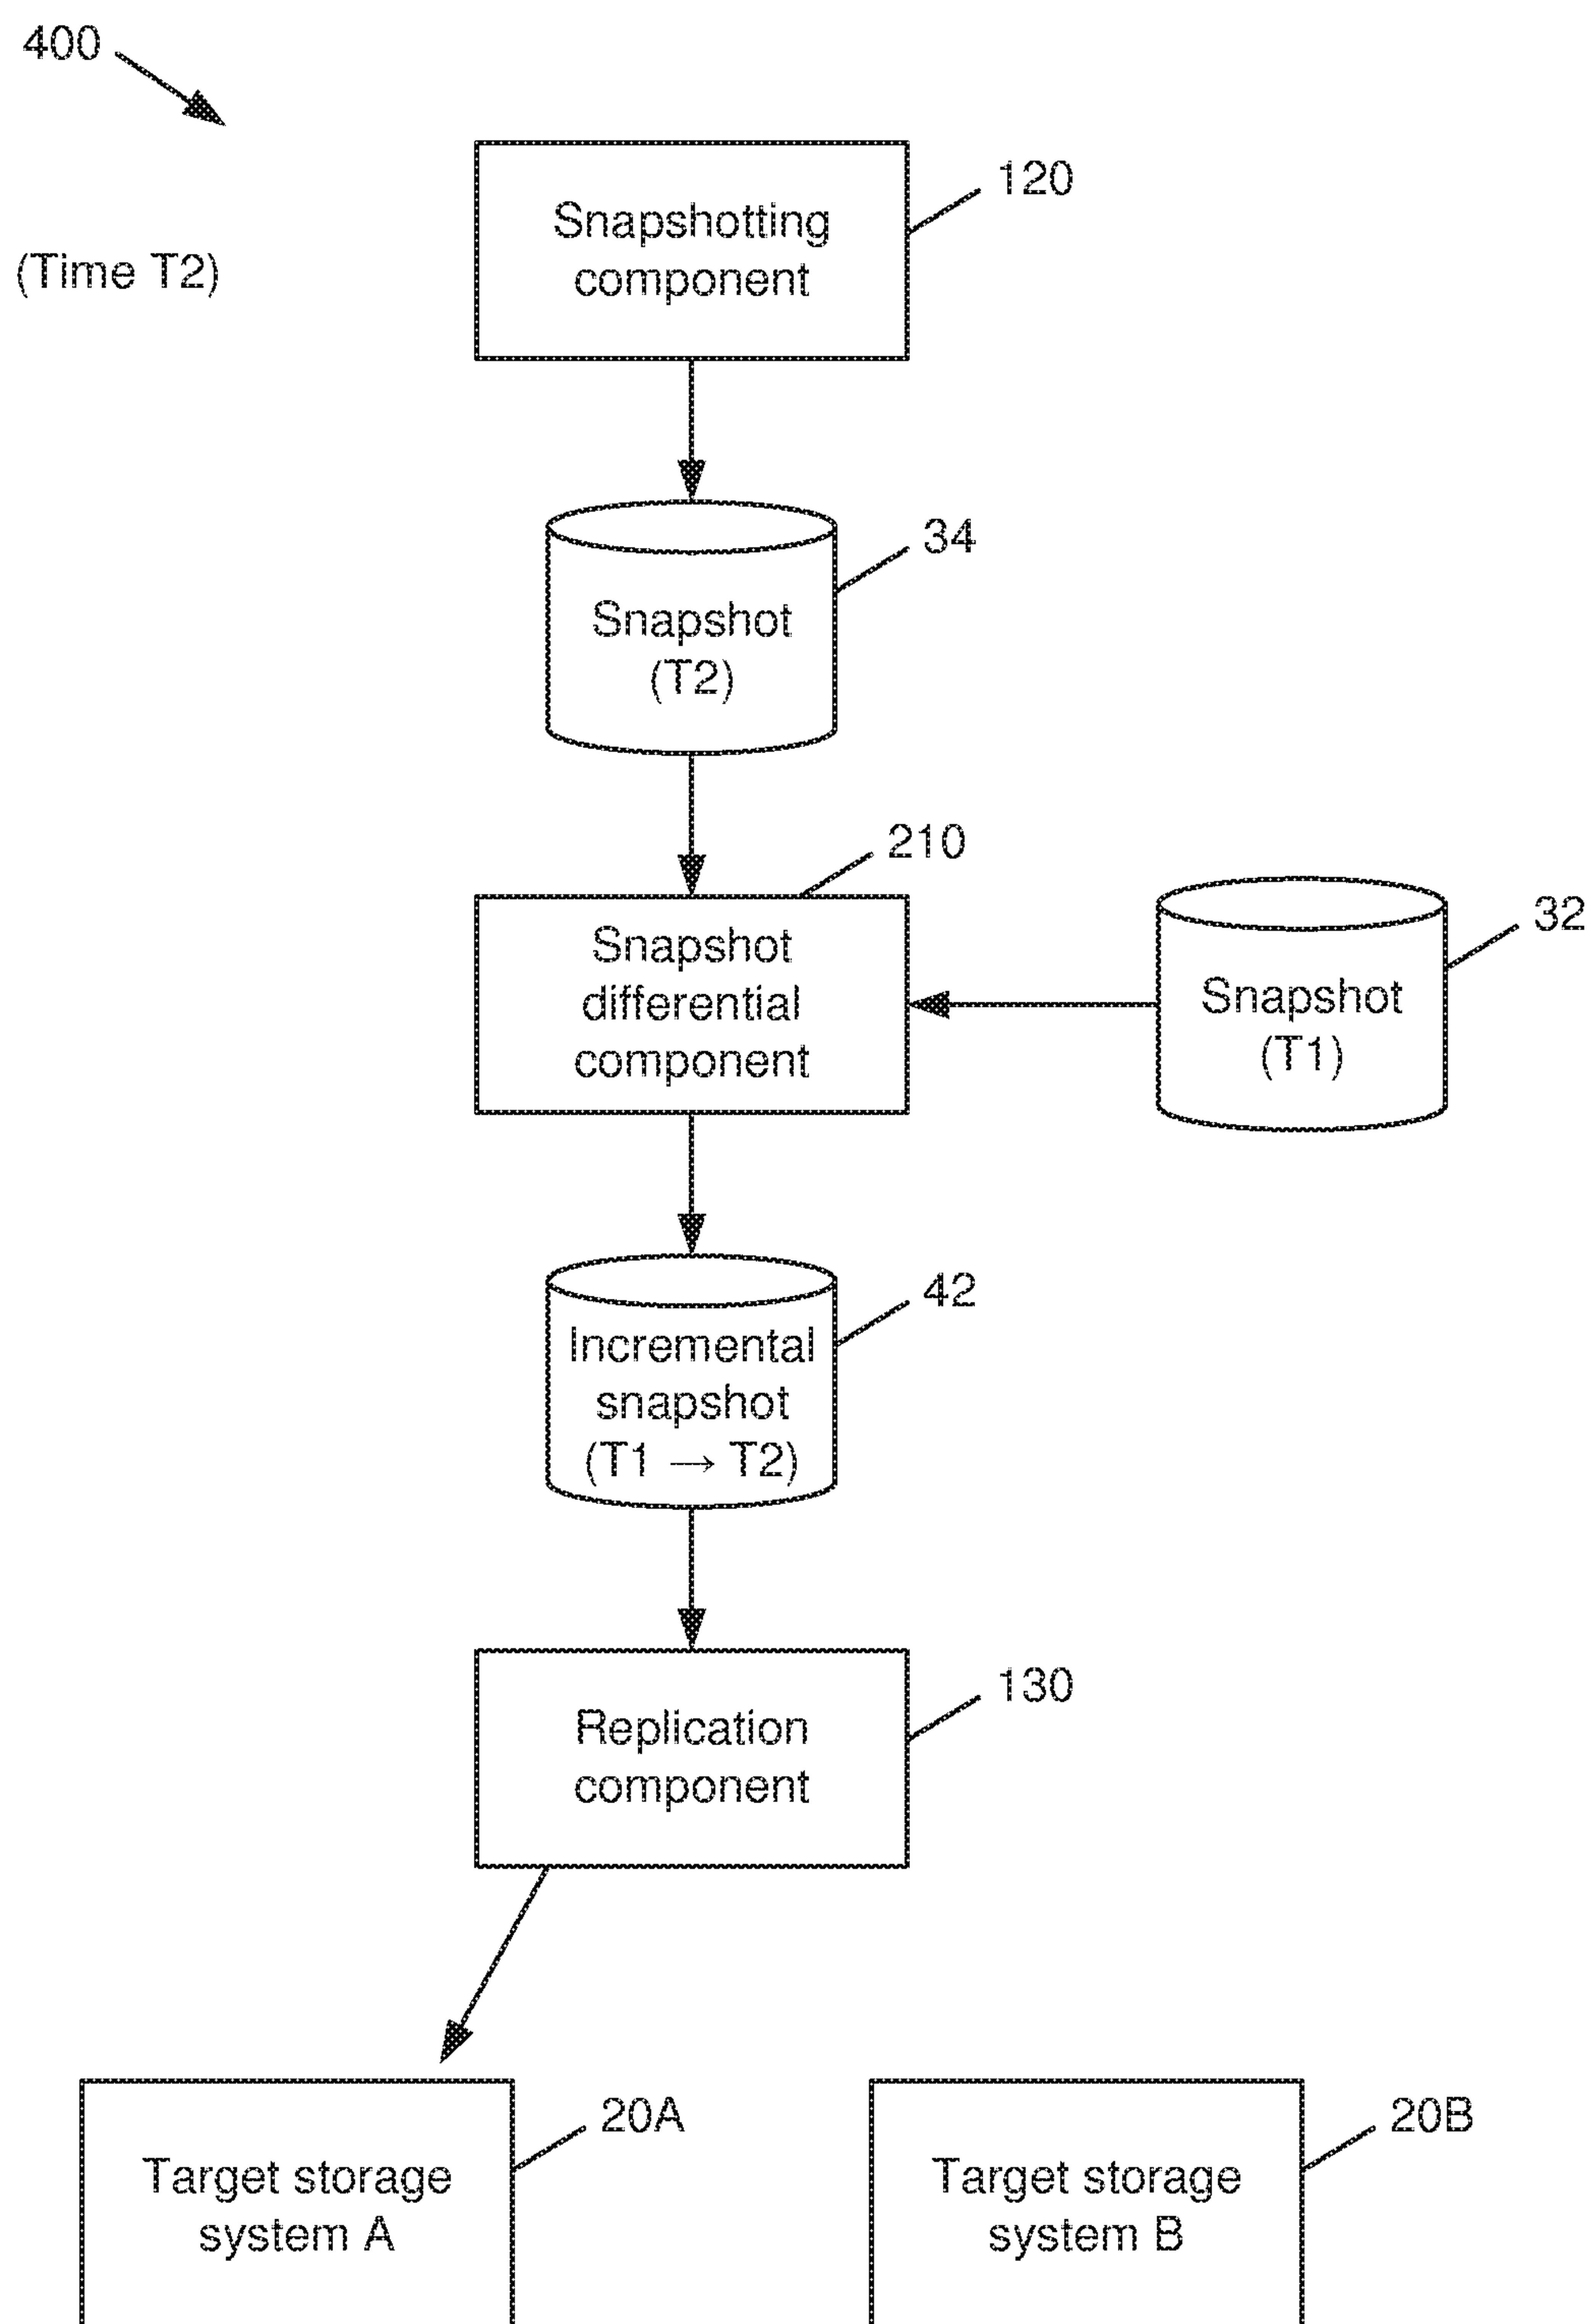 400
120
Snapshotting
component
(Time T2)
34
Snapshot
(T2)
210
Snapshot
differential
component
32
Snapshot
(T1)
42
Incremental
snapshot
(T1 → T2)
130
Replication
component
20A
Target storage
system A
20B
Target storage
system B